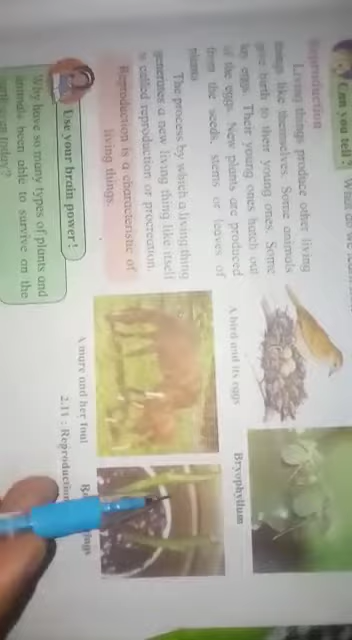 Can you tell?
Reproduction
Living things produce other living
things like themselves. Some animals
give birth to their young ones. Some
lay eggs. Their young ones hatch out
of the eggs. New plants are produced
from the seeds, stems or leaves of
plants
The process by which a living thing
generates a new living thing like itself
is called reproduction or procreation.
Reproduction is a characteristic of
living things.
Use your brain power!
Why have so many types of plants and
animals been able to survive on the
earth
today?
A bird and its eggs
Bryophyllum
A mare and her foal
2.11 : Reproduction